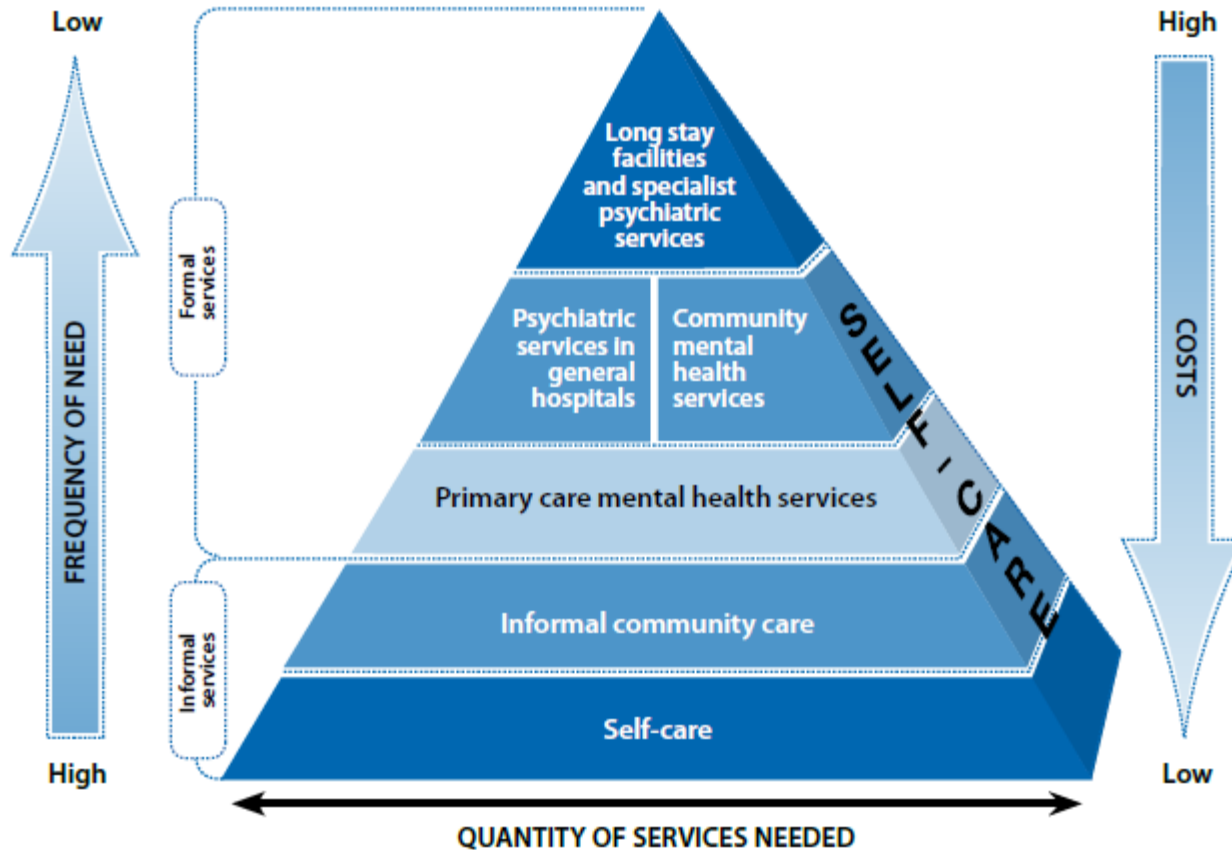 Low
High
Long stay
facilities
and specialist
psychiatric
services
Formal
services
FREQUENCY OF NEED
Psychiatric
services in
general
hospitals
Community
mental
health
services
SELF-CARE
COSTS
Primary care mental health services
Informal
services
Informal community care
Self-care
High
Low
QUANTITY OF SERVICES NEEDED